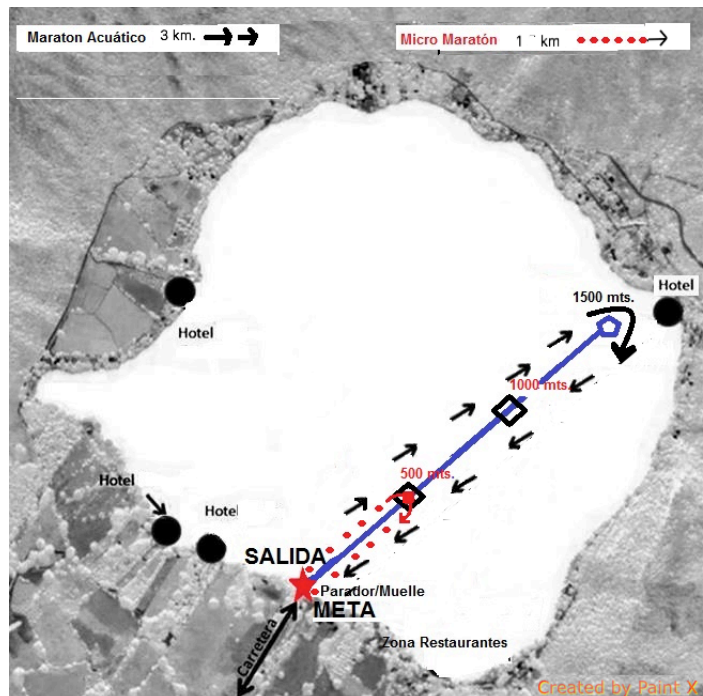 Maraton Acuático 3 km.
Micro Maratón 1 km
Hotel
1500 mts.
Hotel
1000 mts.
500 mts.
Hotel
Hotel
SALIDA
Parador/Muelle
META
Carretera
Zona Restaurantes
Created by Paint X